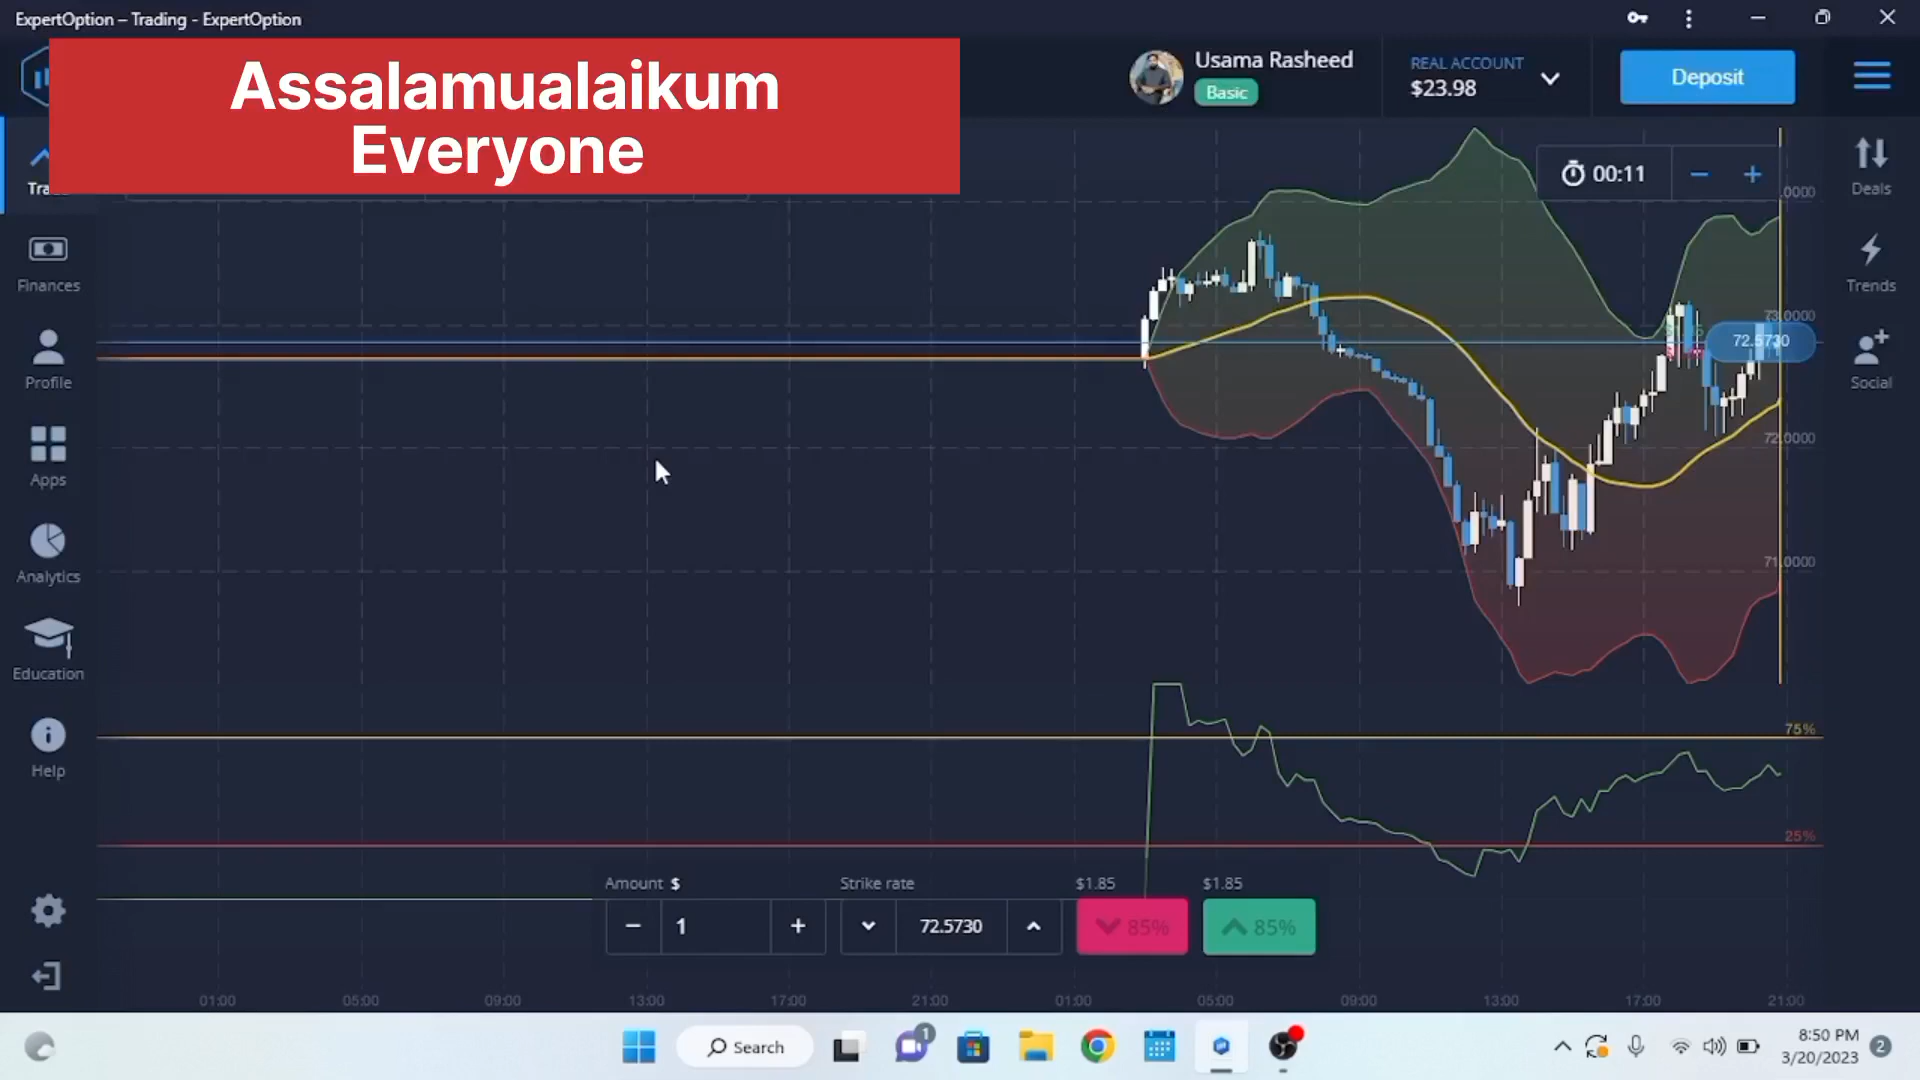 ExpertOption – Trading - ExpertOption
Assalamualaikum
Everyone
Usama Rasheed
Basic
REAL ACCOUNT
$23.98
Deposit
00:11
Deals
Finances
Trends
Profile
Social
Apps
Analytics
Education
Help
73.0000
72.5730
72.0000
71.0000
75%
25%
Amount $
Strike rate
$1.85
$1.85
1
72.5730
85%
85%
01:00 05:00 09:00 13:00 17:00 21:00 01:00 05:00 09:00 13:00 17:00 21:00
Search
1
8:50 PM
3/20/2023
2